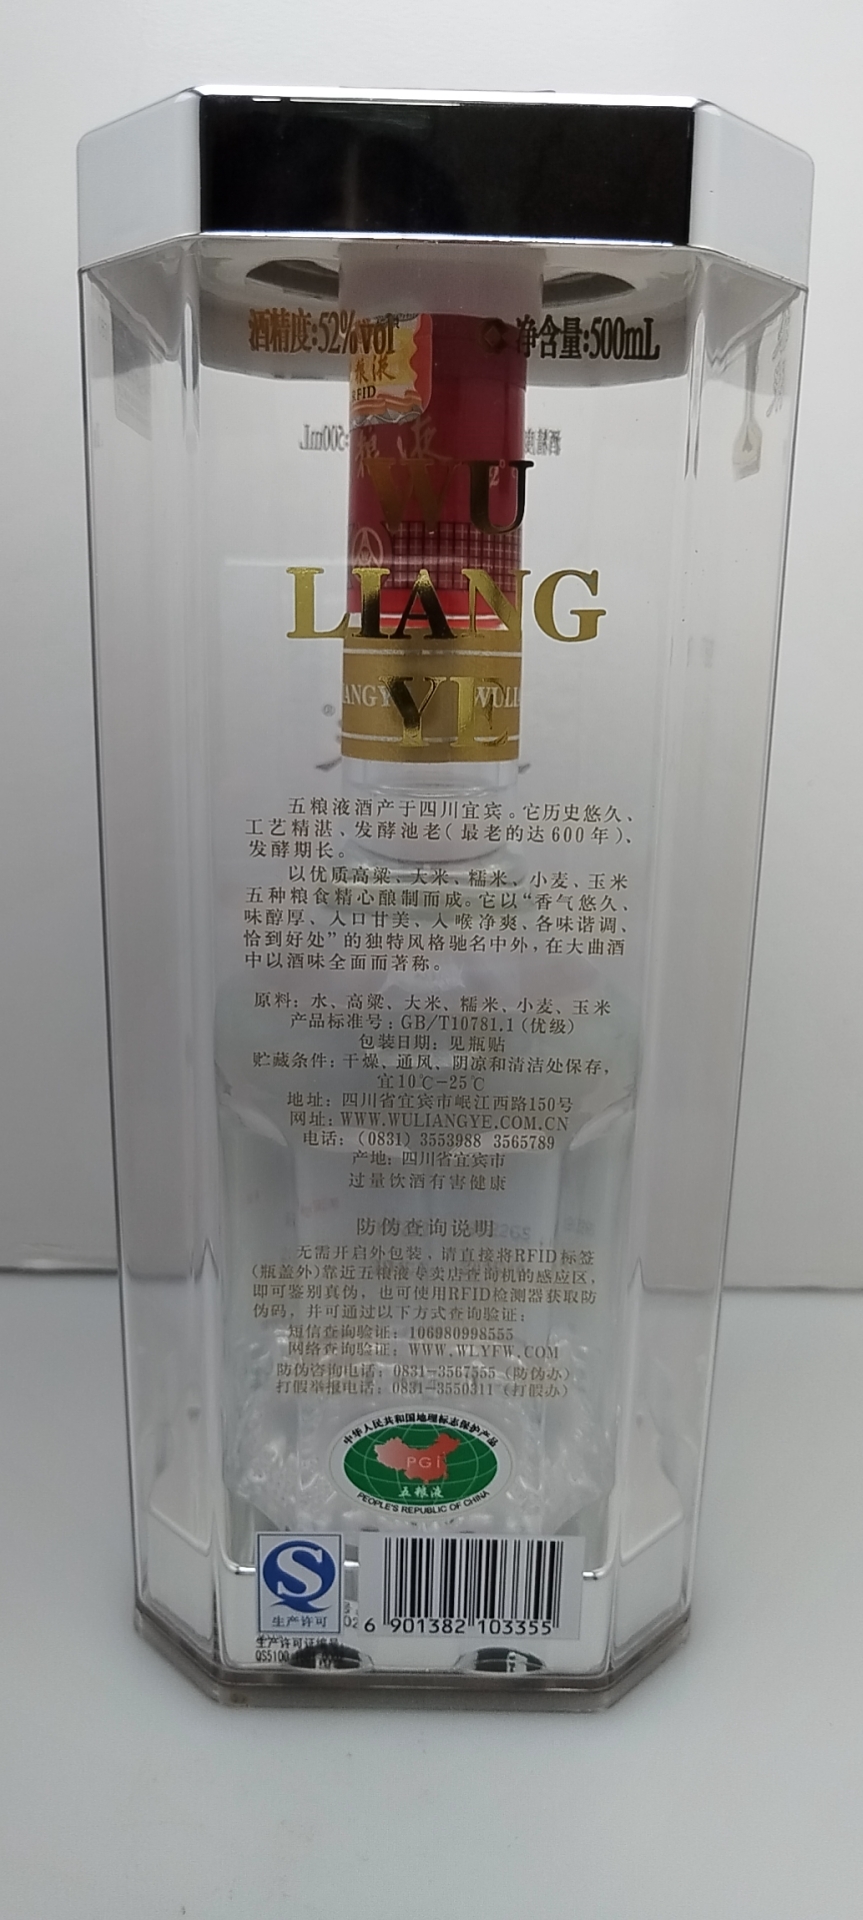 酒精度:52%vol
净含量:500mL
液
RFID
WU
LIANG
YE
五粮液酒产于四川宜宾。它历史悠久、
工艺精湛、发酵池老(最老的达600年)、
发酵期长。
以优质高粱、大米、糯米、小麦、玉米
五种粮食精心酿制而成。它以“香气悠久、
味醇厚、入口甘美、入喉净爽、各味谐调、
恰到好处”的独特风格驰名中外,在大曲酒
中以酒味全面而著称。
原料: 水、高粱、大米、糯米、小麦、玉米
产品标准号: GB/T10781.1(优级)
包装日期: 见瓶贴
贮藏条件: 干燥、通风、阴凉和清洁处保存,
宜10℃-25℃
地址: 四川省宜宾市岷江西路150号
网址: WWW.WULIANGYE.COM.CN
电话: (0831) 3553988 3565789
产地: 四川省宜宾市
过量饮酒有害健康
防伪查询说明
无需开启外包装、请直接将RFID标签
(瓶盖外)靠近五粮液专卖店查询机的感应区,
即可鉴别真伪, 也可使用RFID检测器获取防
伪码, 并可通过以下方式查询验证:
短信查询验证: 106980998555
网络查询验证: WWW.WLYFW.COM
防伪咨询电话: 0831-3567555 (防伪办)
打假举报电话: 0831-3550311 (打假办)
中华人民共和国地理标志保护产品
PGI
五粮液
PEOPLE'S REPUBLIC OF CHINA
生产许可
6 901382 103355
生产许可证编号:
QS5100